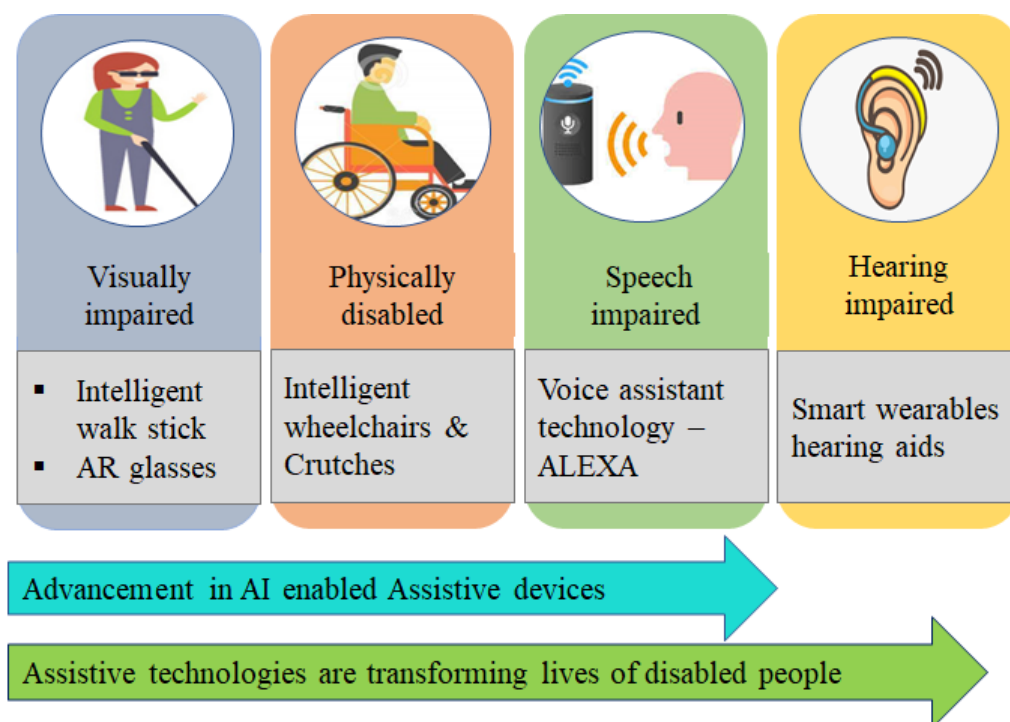 Visually
impaired
Physically
disabled
Speech
impaired
Hearing
impaired
▪ Intelligent
walk stick
▪ AR glasses
Intelligent
wheelchairs &
Crutches
Voice assistant
technology –
ALEXA
Smart wearables
hearing aids
Advancement in AI enabled Assistive devices
Assistive technologies are transforming lives of disabled people